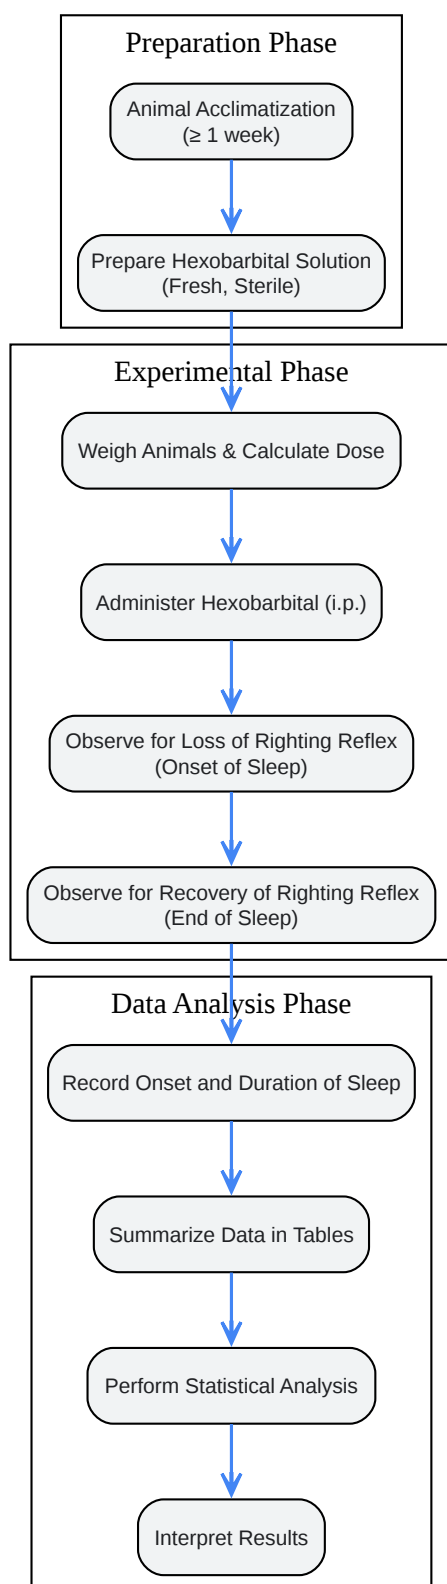 Preparation Phase
Animal Acclimatization
(≥ 1 week)
Prepare Hexobarbital Solution
(Fresh, Sterile)
Experimental Phase
Weigh Animals & Calculate Dose
Administer Hexobarbital (i.p.)
Observe for Loss of Righting Reflex
(Onset of Sleep)
Observe for Recovery of Righting Reflex
(End of Sleep)
Data Analysis Phase
Record Onset and Duration of Sleep
Summarize Data in Tables
Perform Statistical Analysis
Interpret Results